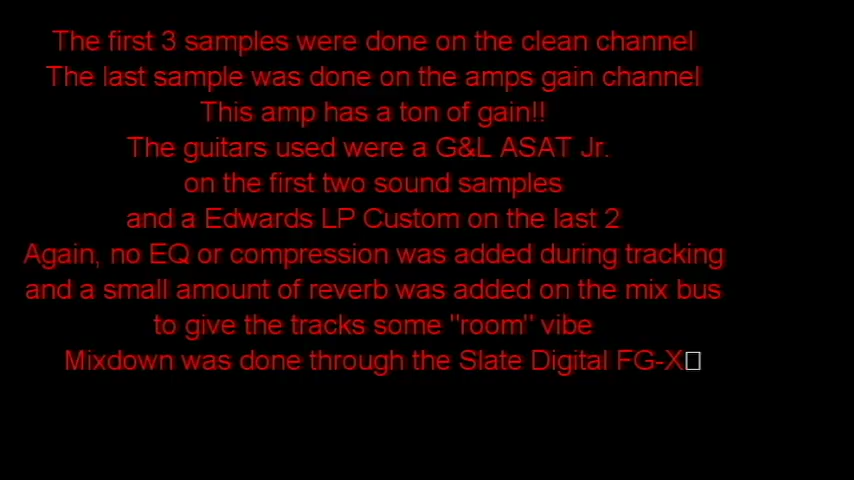 The first 3 samples were done on the clean channel
The last sample was done on the amps gain channel
This amp has a ton of gain!!
The guitars used were a G&L ASAT Jr.
on the first two sound samples
and a Edwards LP Custom on the last 2
Again, no EQ or compression was added during tracking
and a small amount of reverb was added on the mix bus
to give the tracks some "room" vibe
Mixdown was done through the Slate Digital FG-X